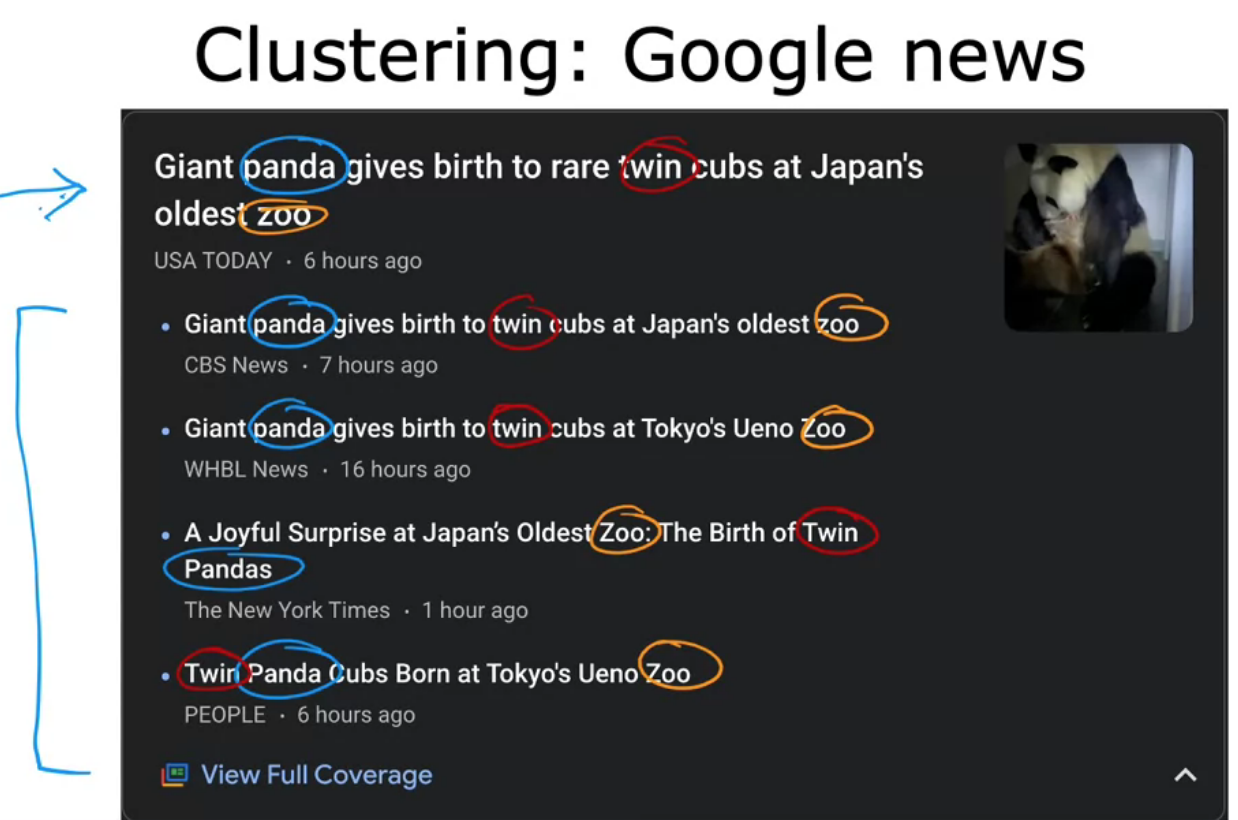 Clustering: Google news
Giant panda gives birth to rare twin cubs at Japan's
oldest zoo
USA TODAY · 6 hours ago
• Giant panda gives birth to twin cubs at Japan's oldest zoo
CBS News · 7 hours ago
• Giant panda gives birth to twin cubs at Tokyo's Ueno Zoo
WHBL News · 16 hours ago
• A Joyful Surprise at Japan’s Oldest Zoo: The Birth of Twin
Pandas
The New York Times · 1 hour ago
• Twin Panda Cubs Born at Tokyo's Ueno Zoo
PEOPLE · 6 hours ago
View Full Coverage